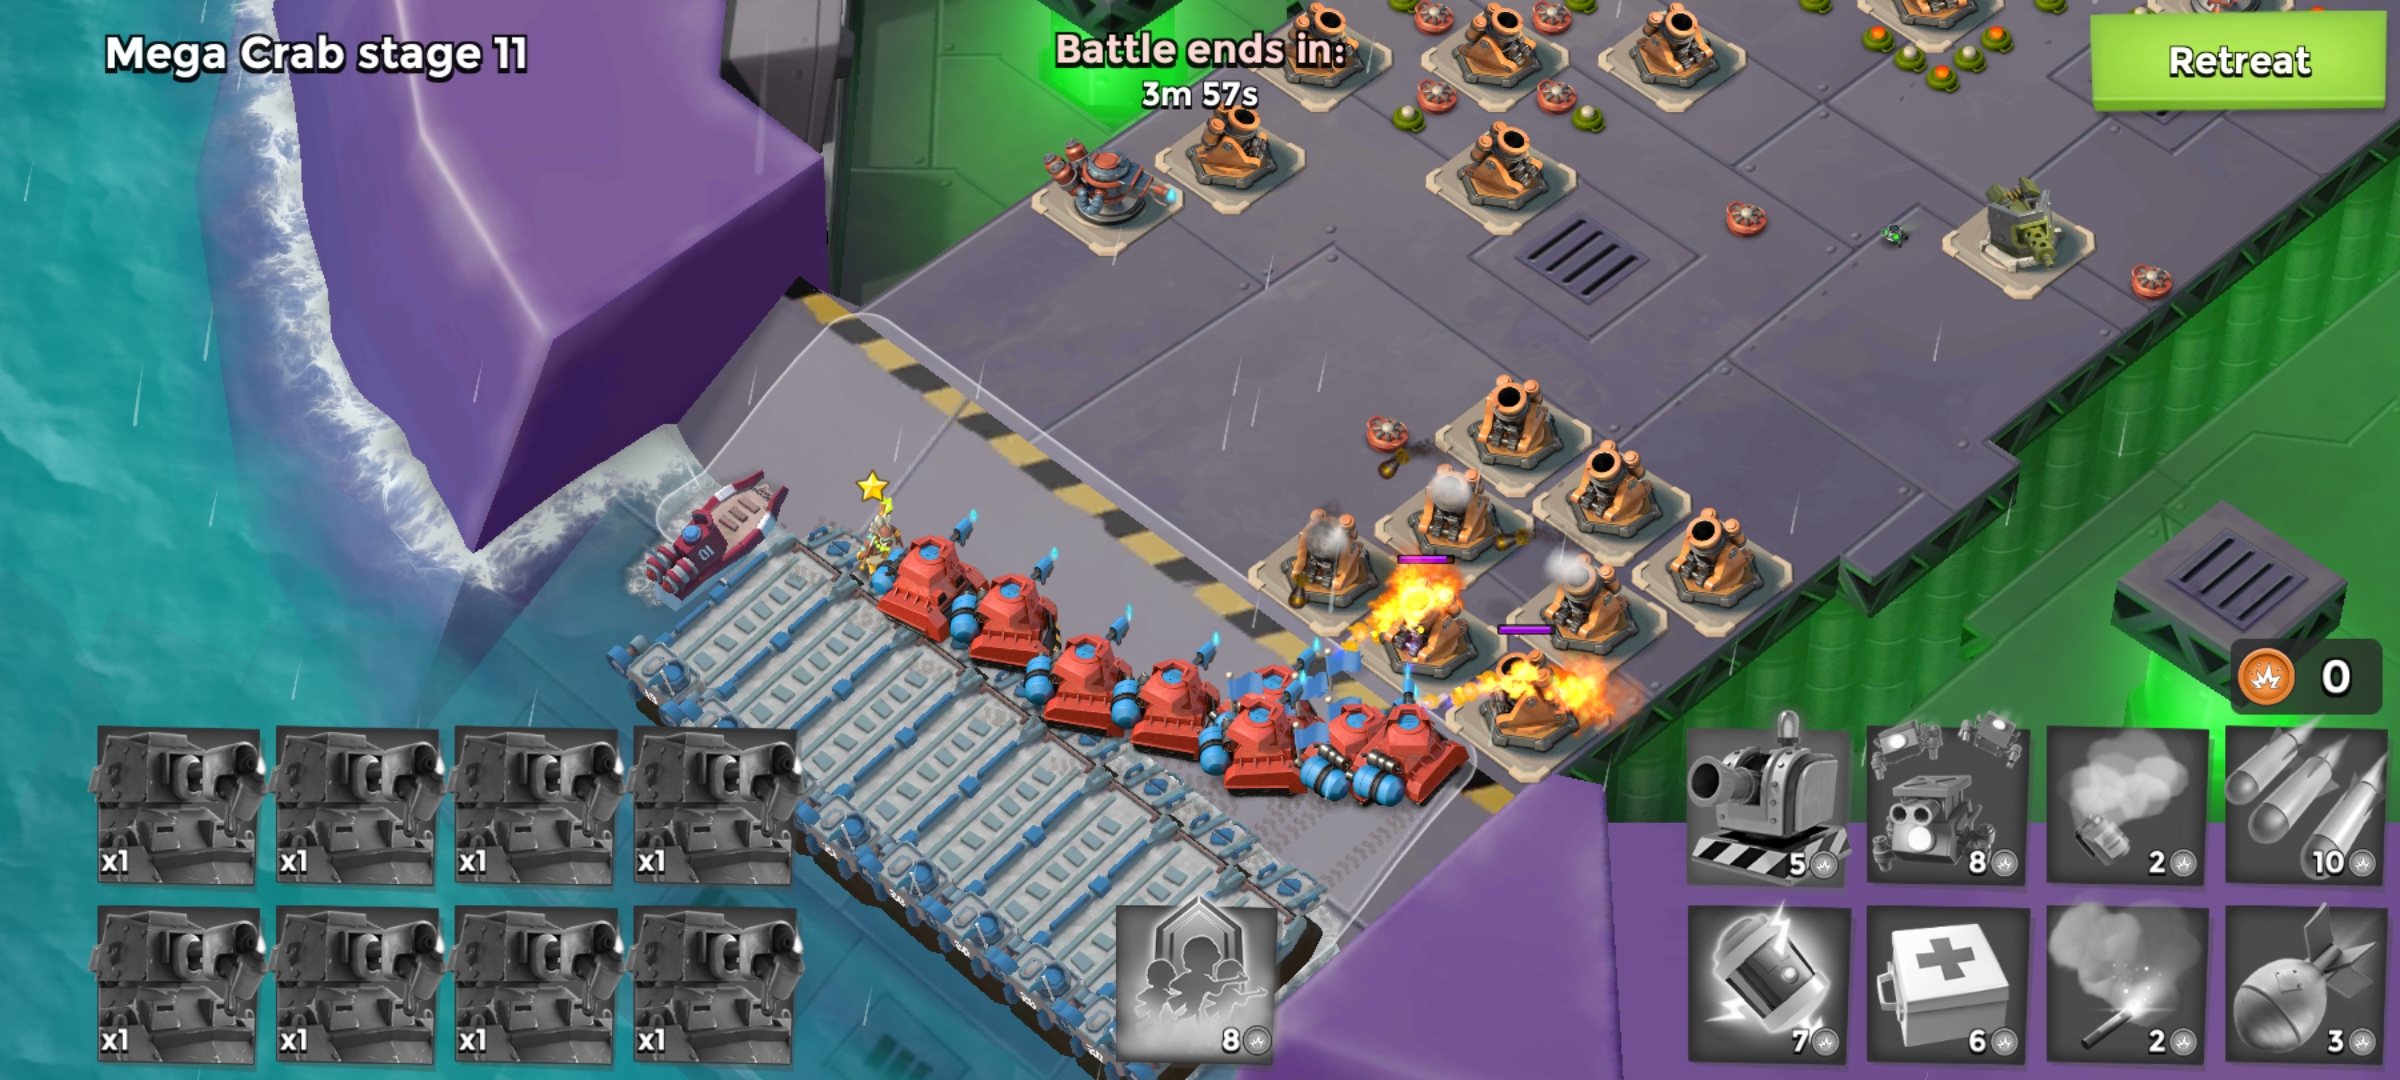 Mega Crab stage 11
Battle ends in:
3m 57s
Retreat
01
0
x1
x1
x1
x1
5
8
2
10
x1
x1
x1
x1
8
7
6
2
3